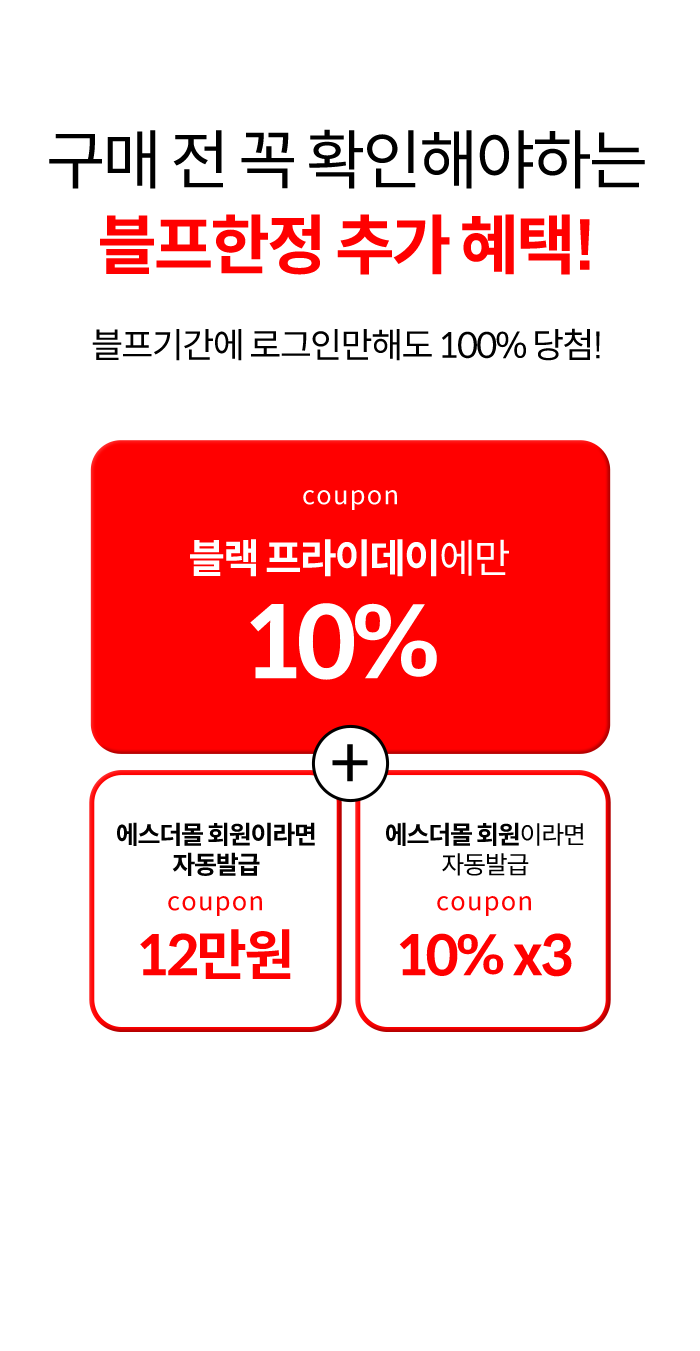 구매 전 꼭 확인해야하는
블프한정 추가 혜택!
블프기간에 로그인만해도 100% 당첨!
coupon
블랙 프라이데이에만
10%
+
에스더몰 회원이라면
자동발급
coupon
12만원
에스더몰 회원이라면
자동발급
coupon
10% x3